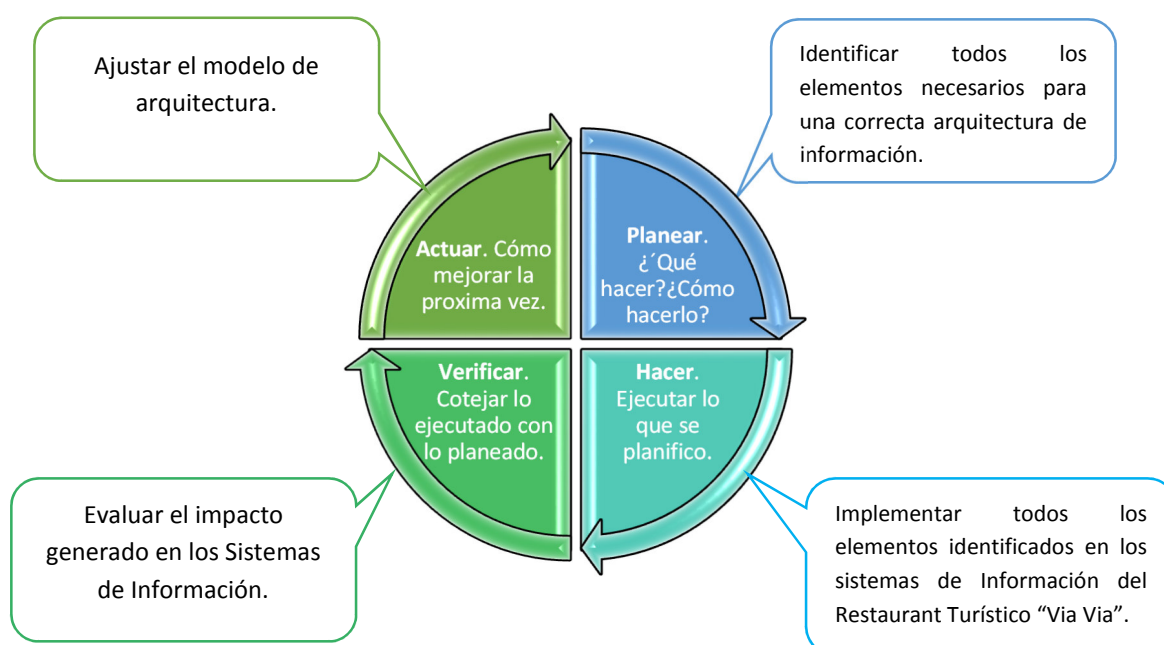 Ajustar el modelo de
arquitectura.
Identificar todos los
elementos necesarios para
una correcta arquitectura de
información.
Actuar. Cómo
mejorar la
proxima vez.
Planear.
¿´Qué
hacer?¿Cómo
hacerlo?
Verificar.
Cotejar lo
ejecutado con
lo planeado.
Hacer.
Ejecutar lo
que se
planifico.
Evaluar el impacto
generado en los Sistemas
de Información.
Implementar todos los
elementos identificados en los
sistemas de Información del
Restaurant Turístico “Via Via”.